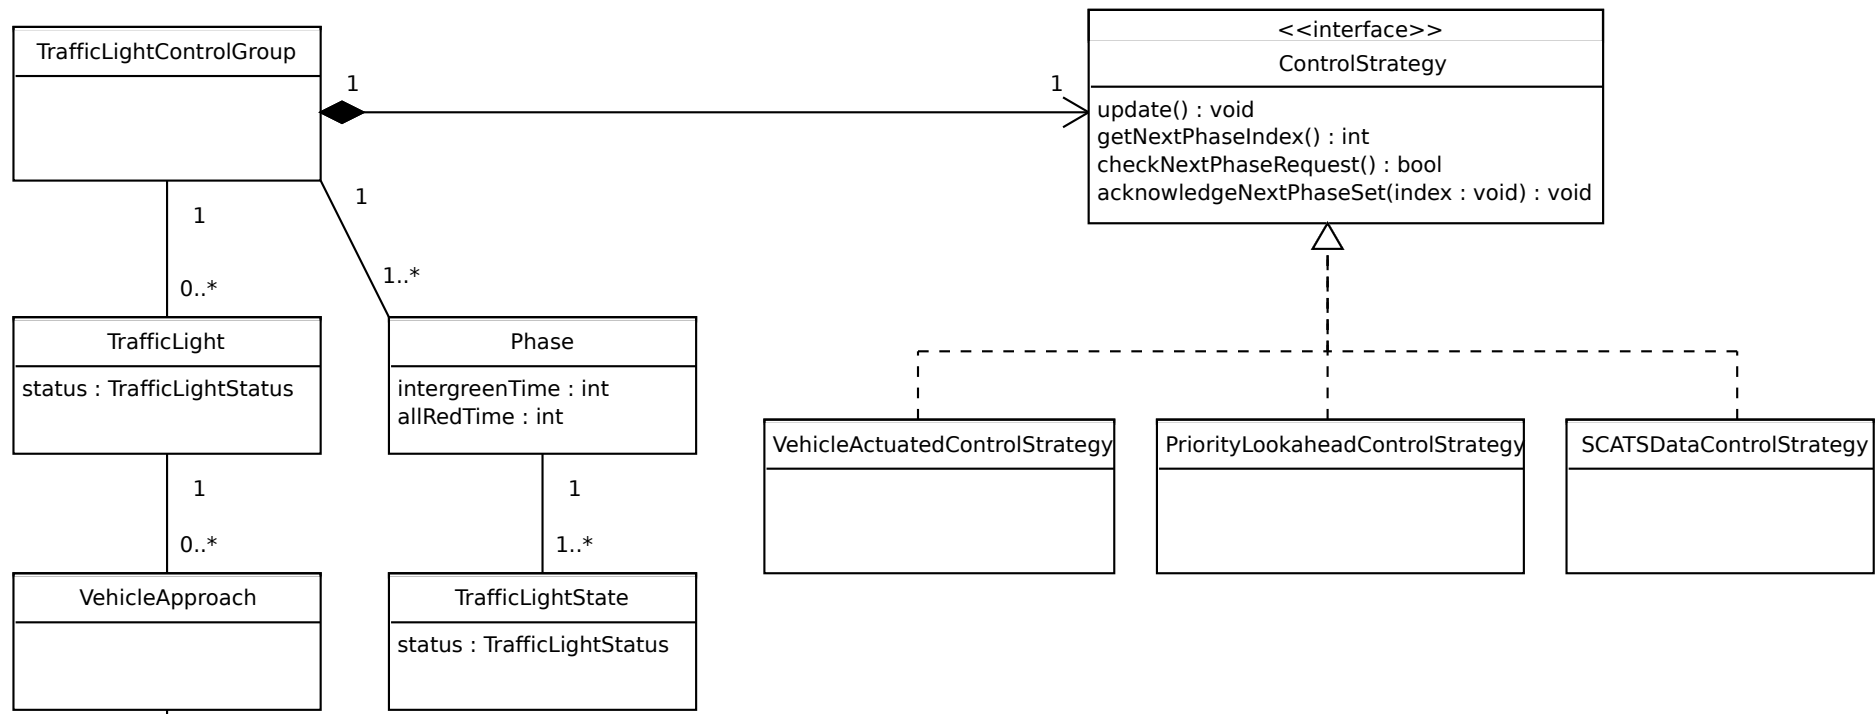 TrafficLightControlGroup
1
1
<<interface>>
ControlStrategy
update() : void
getNextPhaseIndex() : int
checkNextPhaseRequest() : bool
acknowledgeNextPhaseSet(index : void) : void
1
1
0..*
1..*
TrafficLight
status : TrafficLightStatus
Phase
intergreenTime : int
allRedTime : int
VehicleActuatedControlStrategy
PriorityLookaheadControlStrategy
SCATSDataControlStrategy
1
0..*
1
1..*
VehicleApproach
TrafficLightState
status : TrafficLightStatus